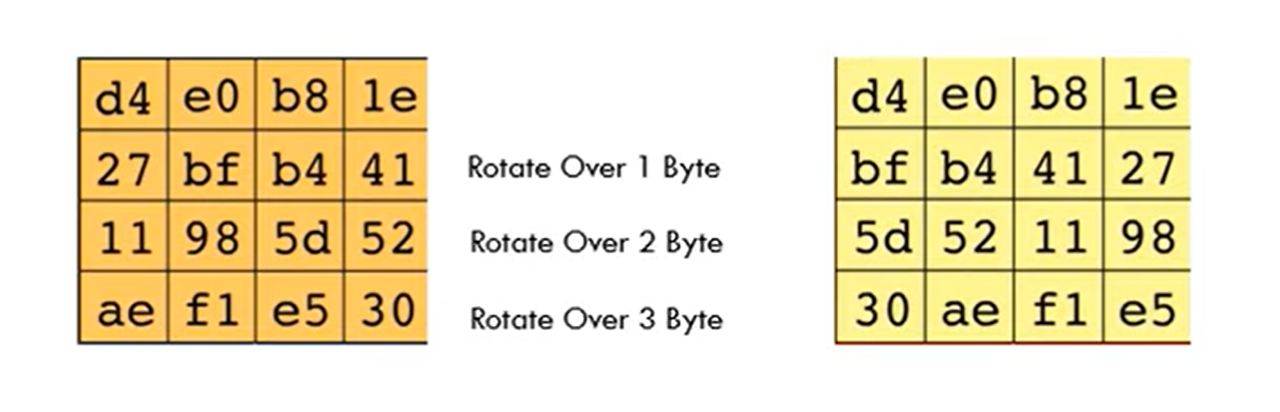 d4 e0 b8 1e d4 e0 b8 1e
27 bf b4 41 Rotate Over 1 Byte bf b4 41 27
11 98 5d 52 Rotate Over 2 Byte 5d 52 11 98
ae f1 e5 30 Rotate Over 3 Byte 30 ae f1 e5